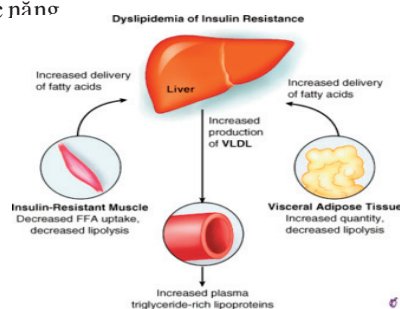 năng
Dyslipidemia of Insulin Resistance
Increased delivery
of fatty acids
Liver
Increased delivery
of fatty acids
Increased
production
of VLDL
Insulin-Resistant Muscle
Decreased FFA uptake,
decreased lipolysis
Visceral Adipose Tissue
Increased quantity,
decreased lipolysis
Increased plasma
triglyceride-rich lipoproteins